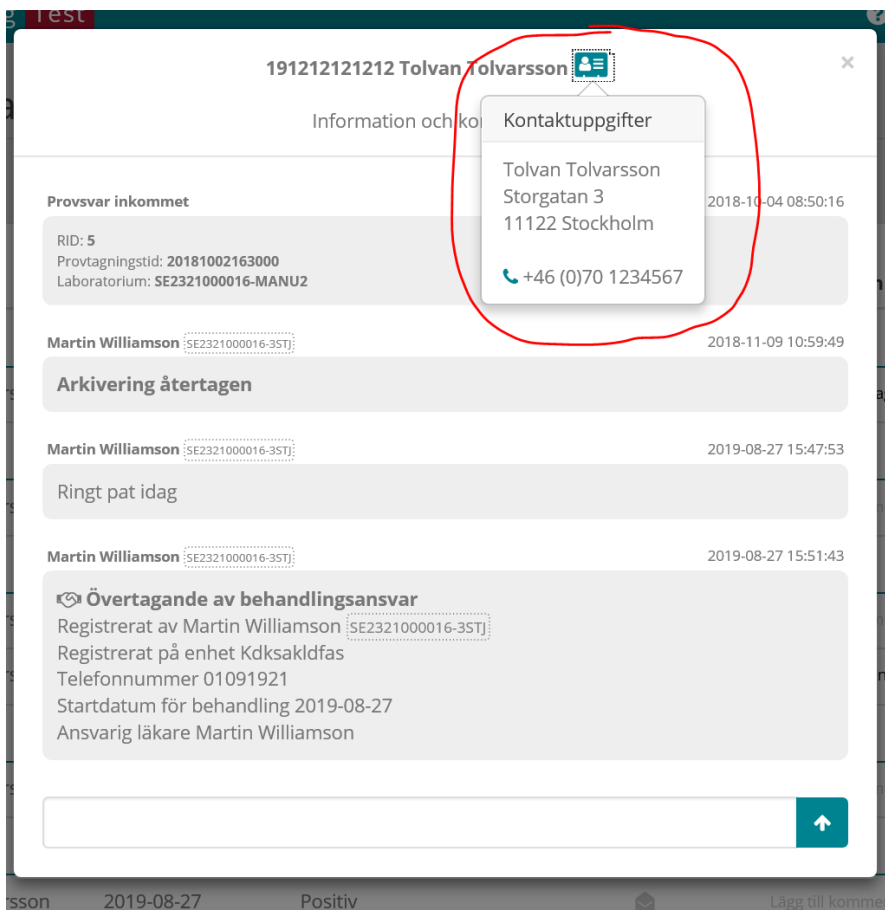 Test
191212121212 Tolvan Tolvarsson
Information och ko
Kontaktuppgifter
Tolvan Tolvarsson
Storgatan 3
11122 Stockholm
+46 (0)70 1234567
Provsvar inkommet 2018-10-04 08:50:16
RID: 5
Provtagningstid: 20181002163000
Laboratorium: SE2321000016-MANU2
Martin Williamson SE2321000016-3STJ 2018-11-09 10:59:49
Arkivering återtagen
Martin Williamson SE2321000016-3STJ 2019-08-27 15:47:53
Ringt pat idag
Martin Williamson SE2321000016-3STJ 2019-08-27 15:51:43
Övertagande av behandlingsansvar
Registrerat av Martin Williamson SE2321000016-3STJ
Registrerat på enhet Kdksakldfas
Telefonnummer 01091921
Startdatum för behandling 2019-08-27
Ansvarig läkare Martin Williamson
rsson 2019-08-27 Positiv Lägg till komme